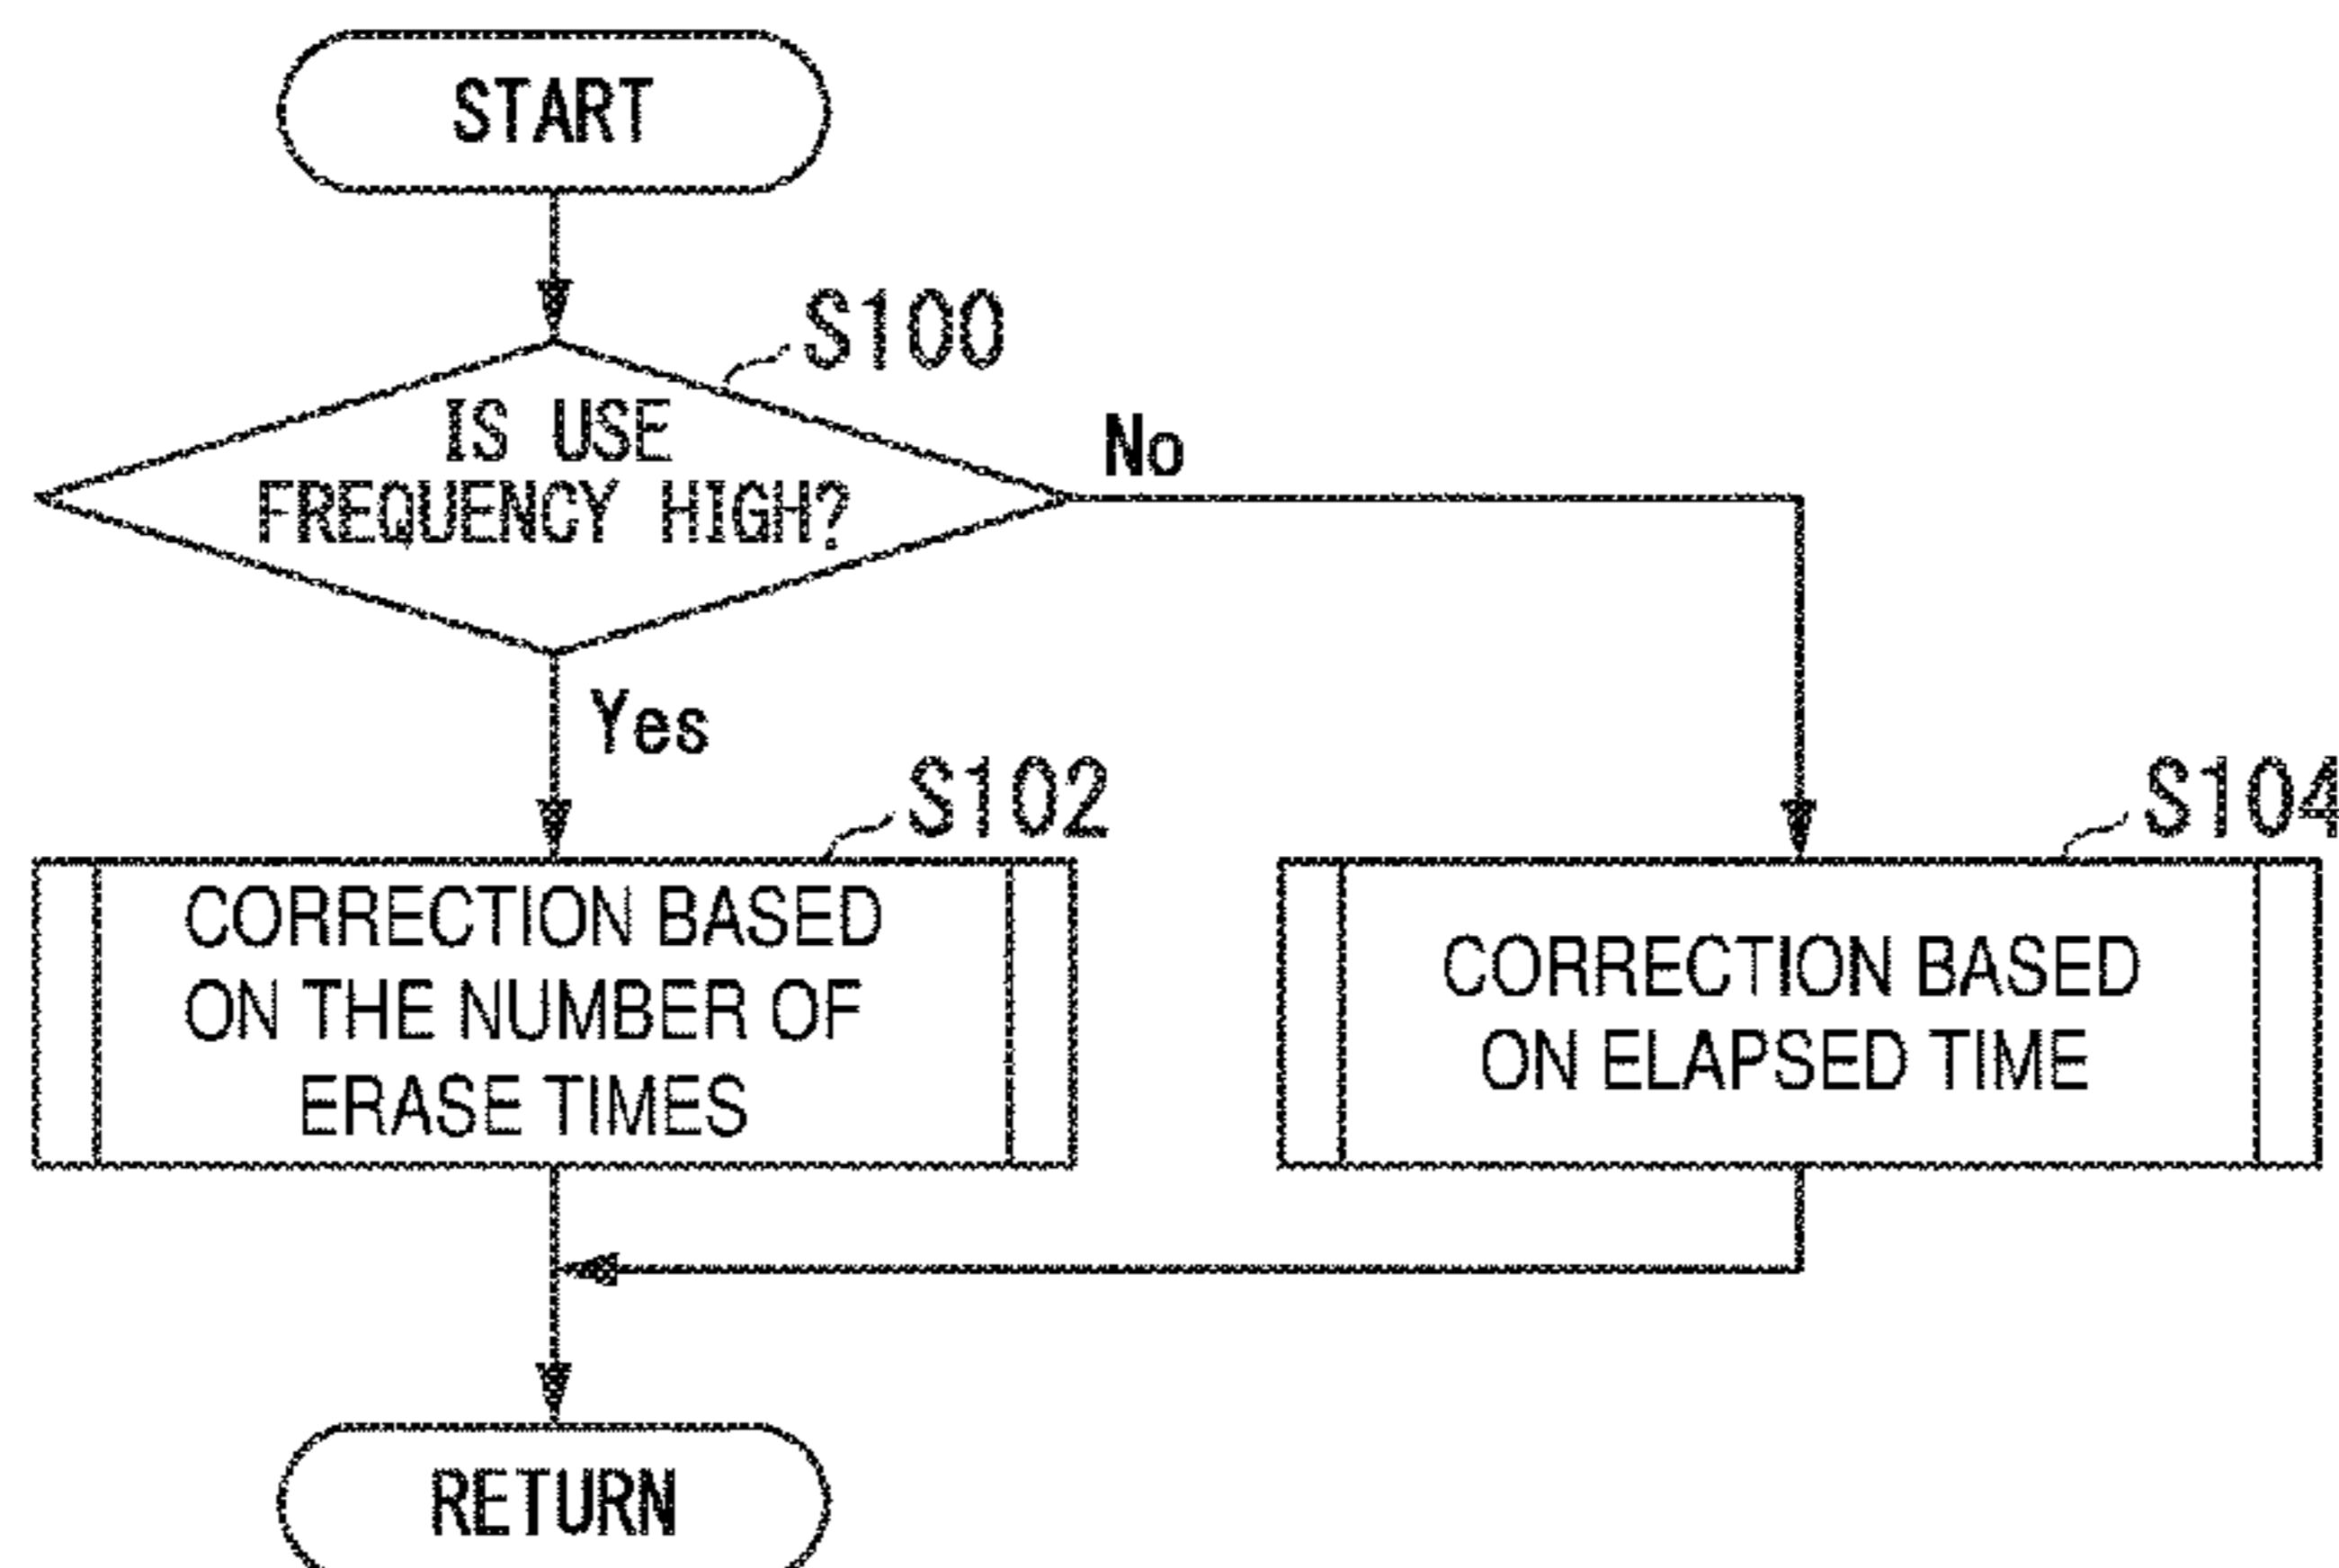 START
S100
IS USE
FREQUENCY HIGH?
No
Yes
S102
S104
CORRECTION BASED
ON THE NUMBER OF
ERASE TIMES
CORRECTION BASED
ON ELAPSED TIME
RETURN